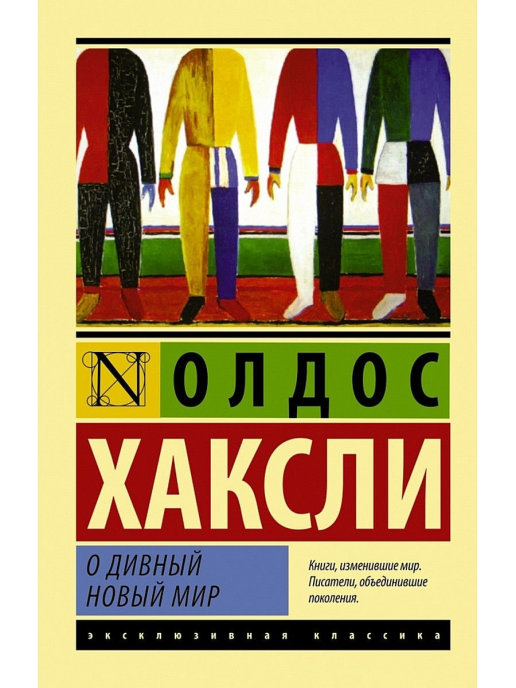 N
ОЛДОС
ХАКСЛИ
О ДИВНЫЙ
НОВЫЙ МИР
Книги, изменившие мир.
Писатели, объединившие
поколения.
эксклюзивная классика